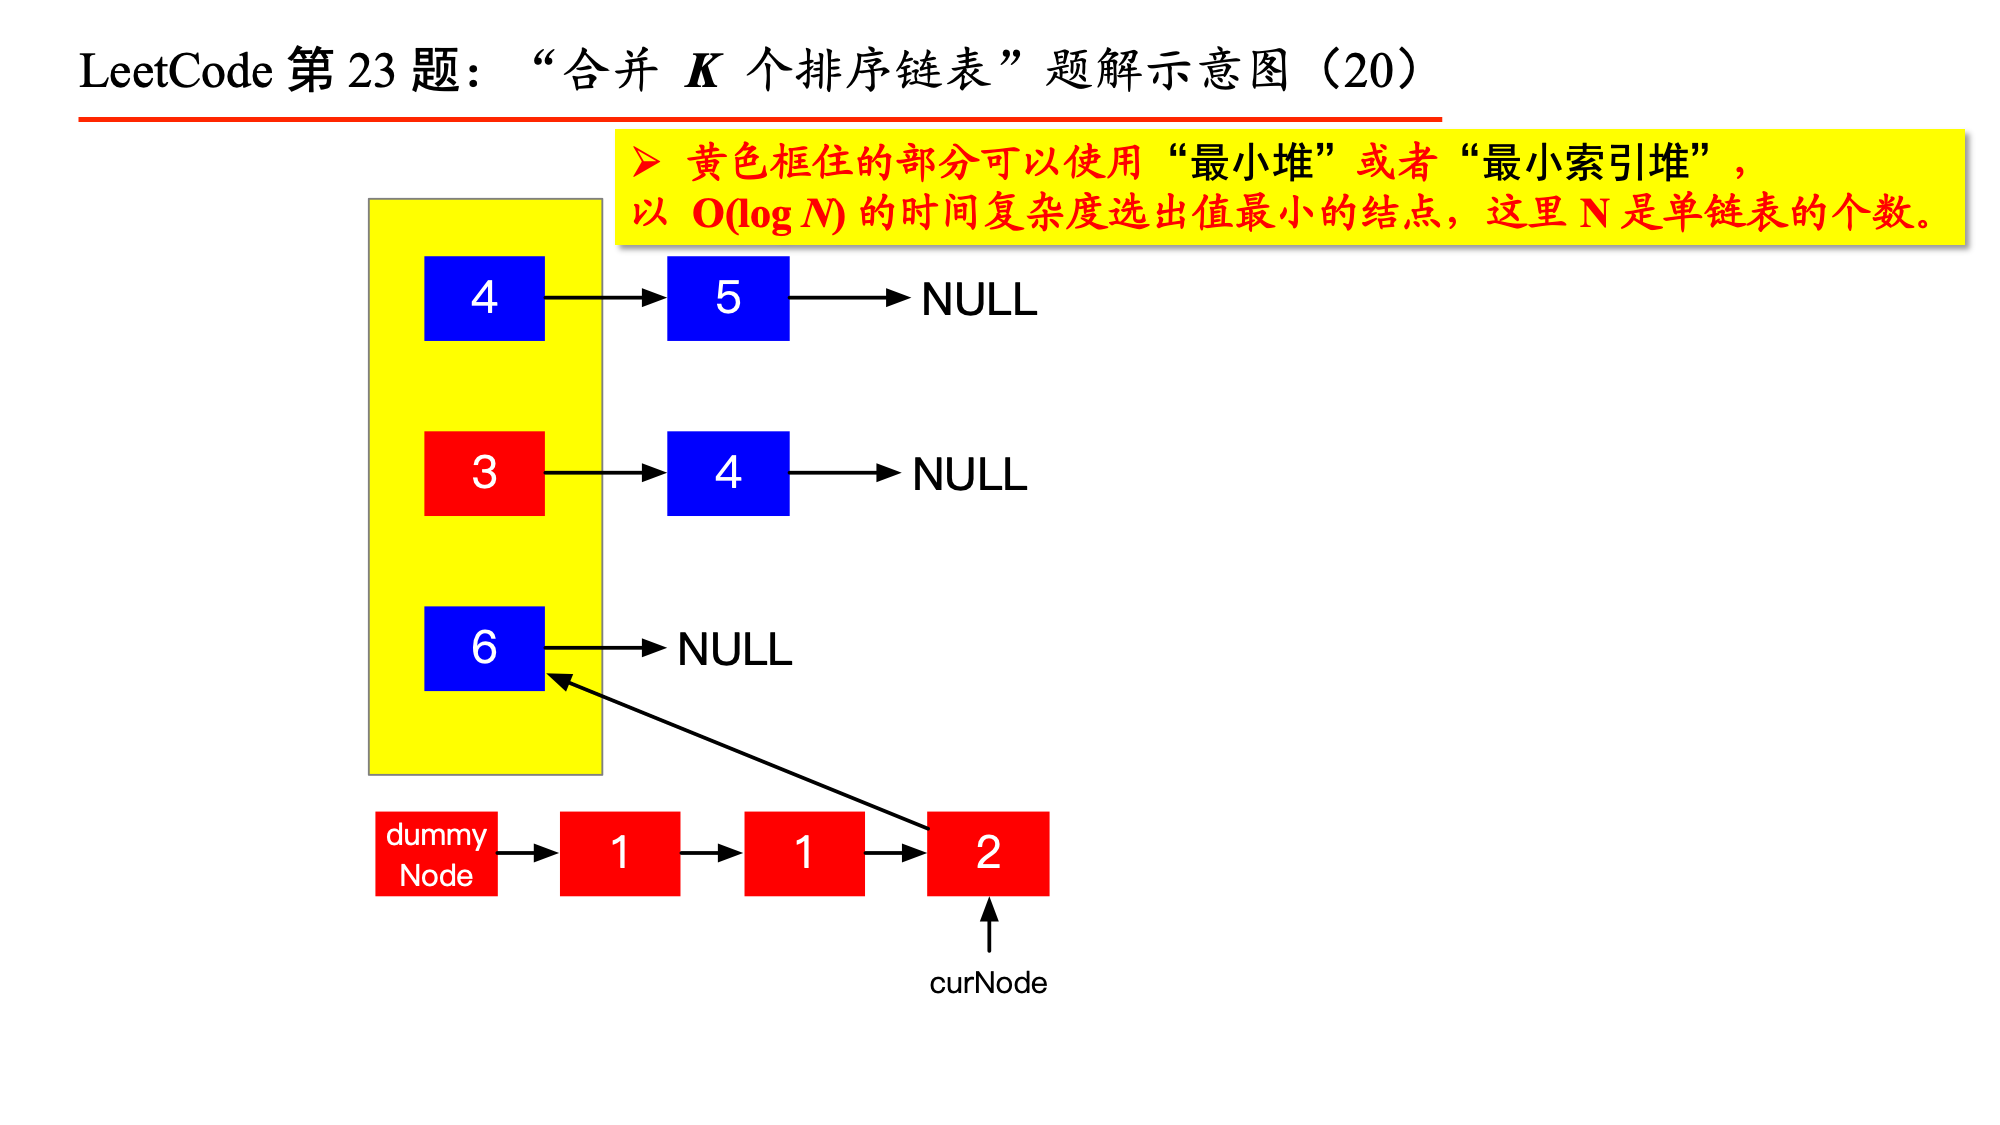 LeetCode 第 23 题：“合并 K 个排序链表”题解示意图（20）
➢ 黄色框住的部分可以使用“最小堆”或者“最小索引堆”，
以 O(log N) 的时间复杂度选出值最小的结点，这里 N 是单链表的个数。
4 5 NULL
3 4 NULL
6 NULL
dummy
Node 1 1 2
curNode